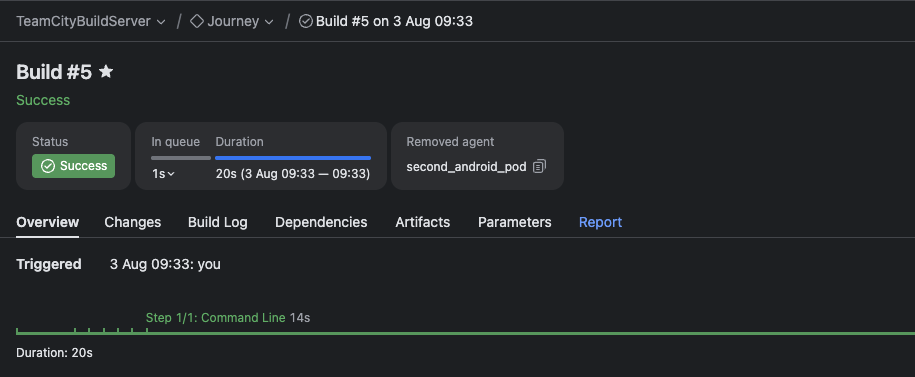 TeamCityBuildServer / Journey / Build #5 on 3 Aug 09:33
Build #5
Success
Status In queue Duration Removed agent
Success 1s 20s (3 Aug 09:33 — 09:33) second_android_pod
Overview Changes Build Log Dependencies Artifacts Parameters Report
Triggered 3 Aug 09:33: you
Step 1/1: Command Line 14s
Duration: 20s